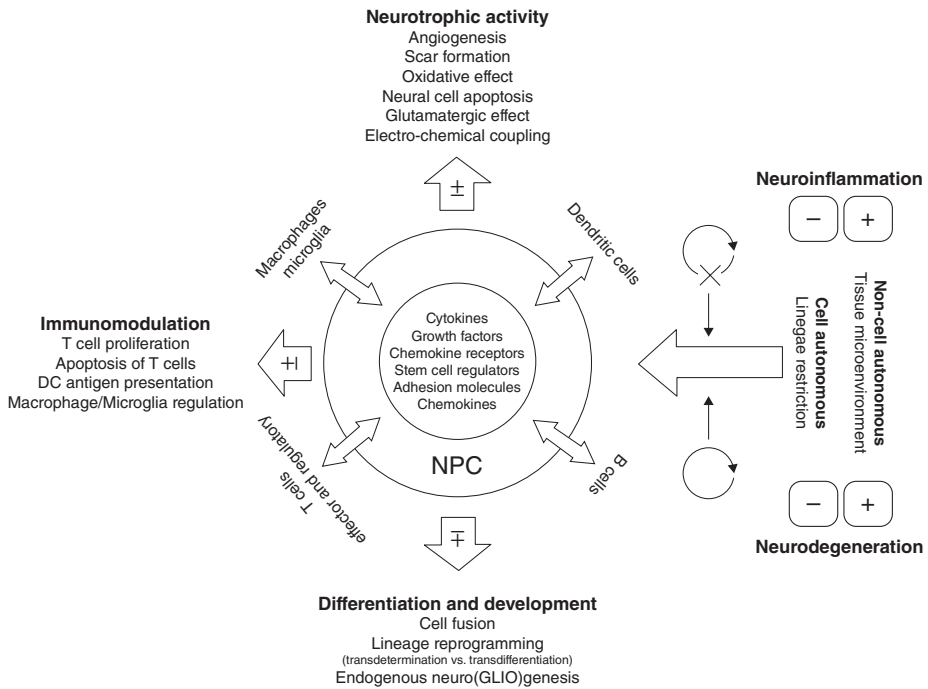 Neurotrophic activity
Angiogenesis
Scar formation
Oxidative effect
Neural cell apoptosis
Glutamatergic effect
Electro-chemical coupling
±
Macrophages
microglia
Dendritic cells
Neuroinflammation
− +
Immunomodulation
T cell proliferation
Apoptosis of T cells
DC antigen presentation
Macrophage/Microglia regulation
±
Cytokines
Growth factors
Chemokine receptors
Stem cell regulators
Adhesion molecules
Chemokines
NPC
Non-cell autonomous
Tissue microenvironment
Cell autonomous
Linegae restriction
T cells
effector and regulatory
B cells
− +
Neurodegeneration
±
Differentiation and development
Cell fusion
Lineage reprogramming
(transdetermination vs. transdifferentiation)
Endogenous neuro(GLIO)genesis